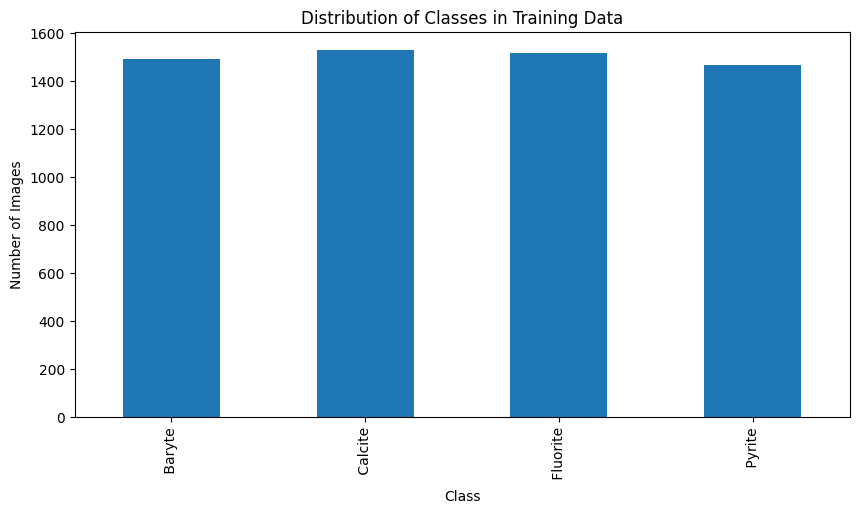 Distribution of Classes in Training Data
Number of Images
1600
1400
1200
1000
800
600
400
200
0
Baryte
Calcite
Fluorite
Pyrite
Class